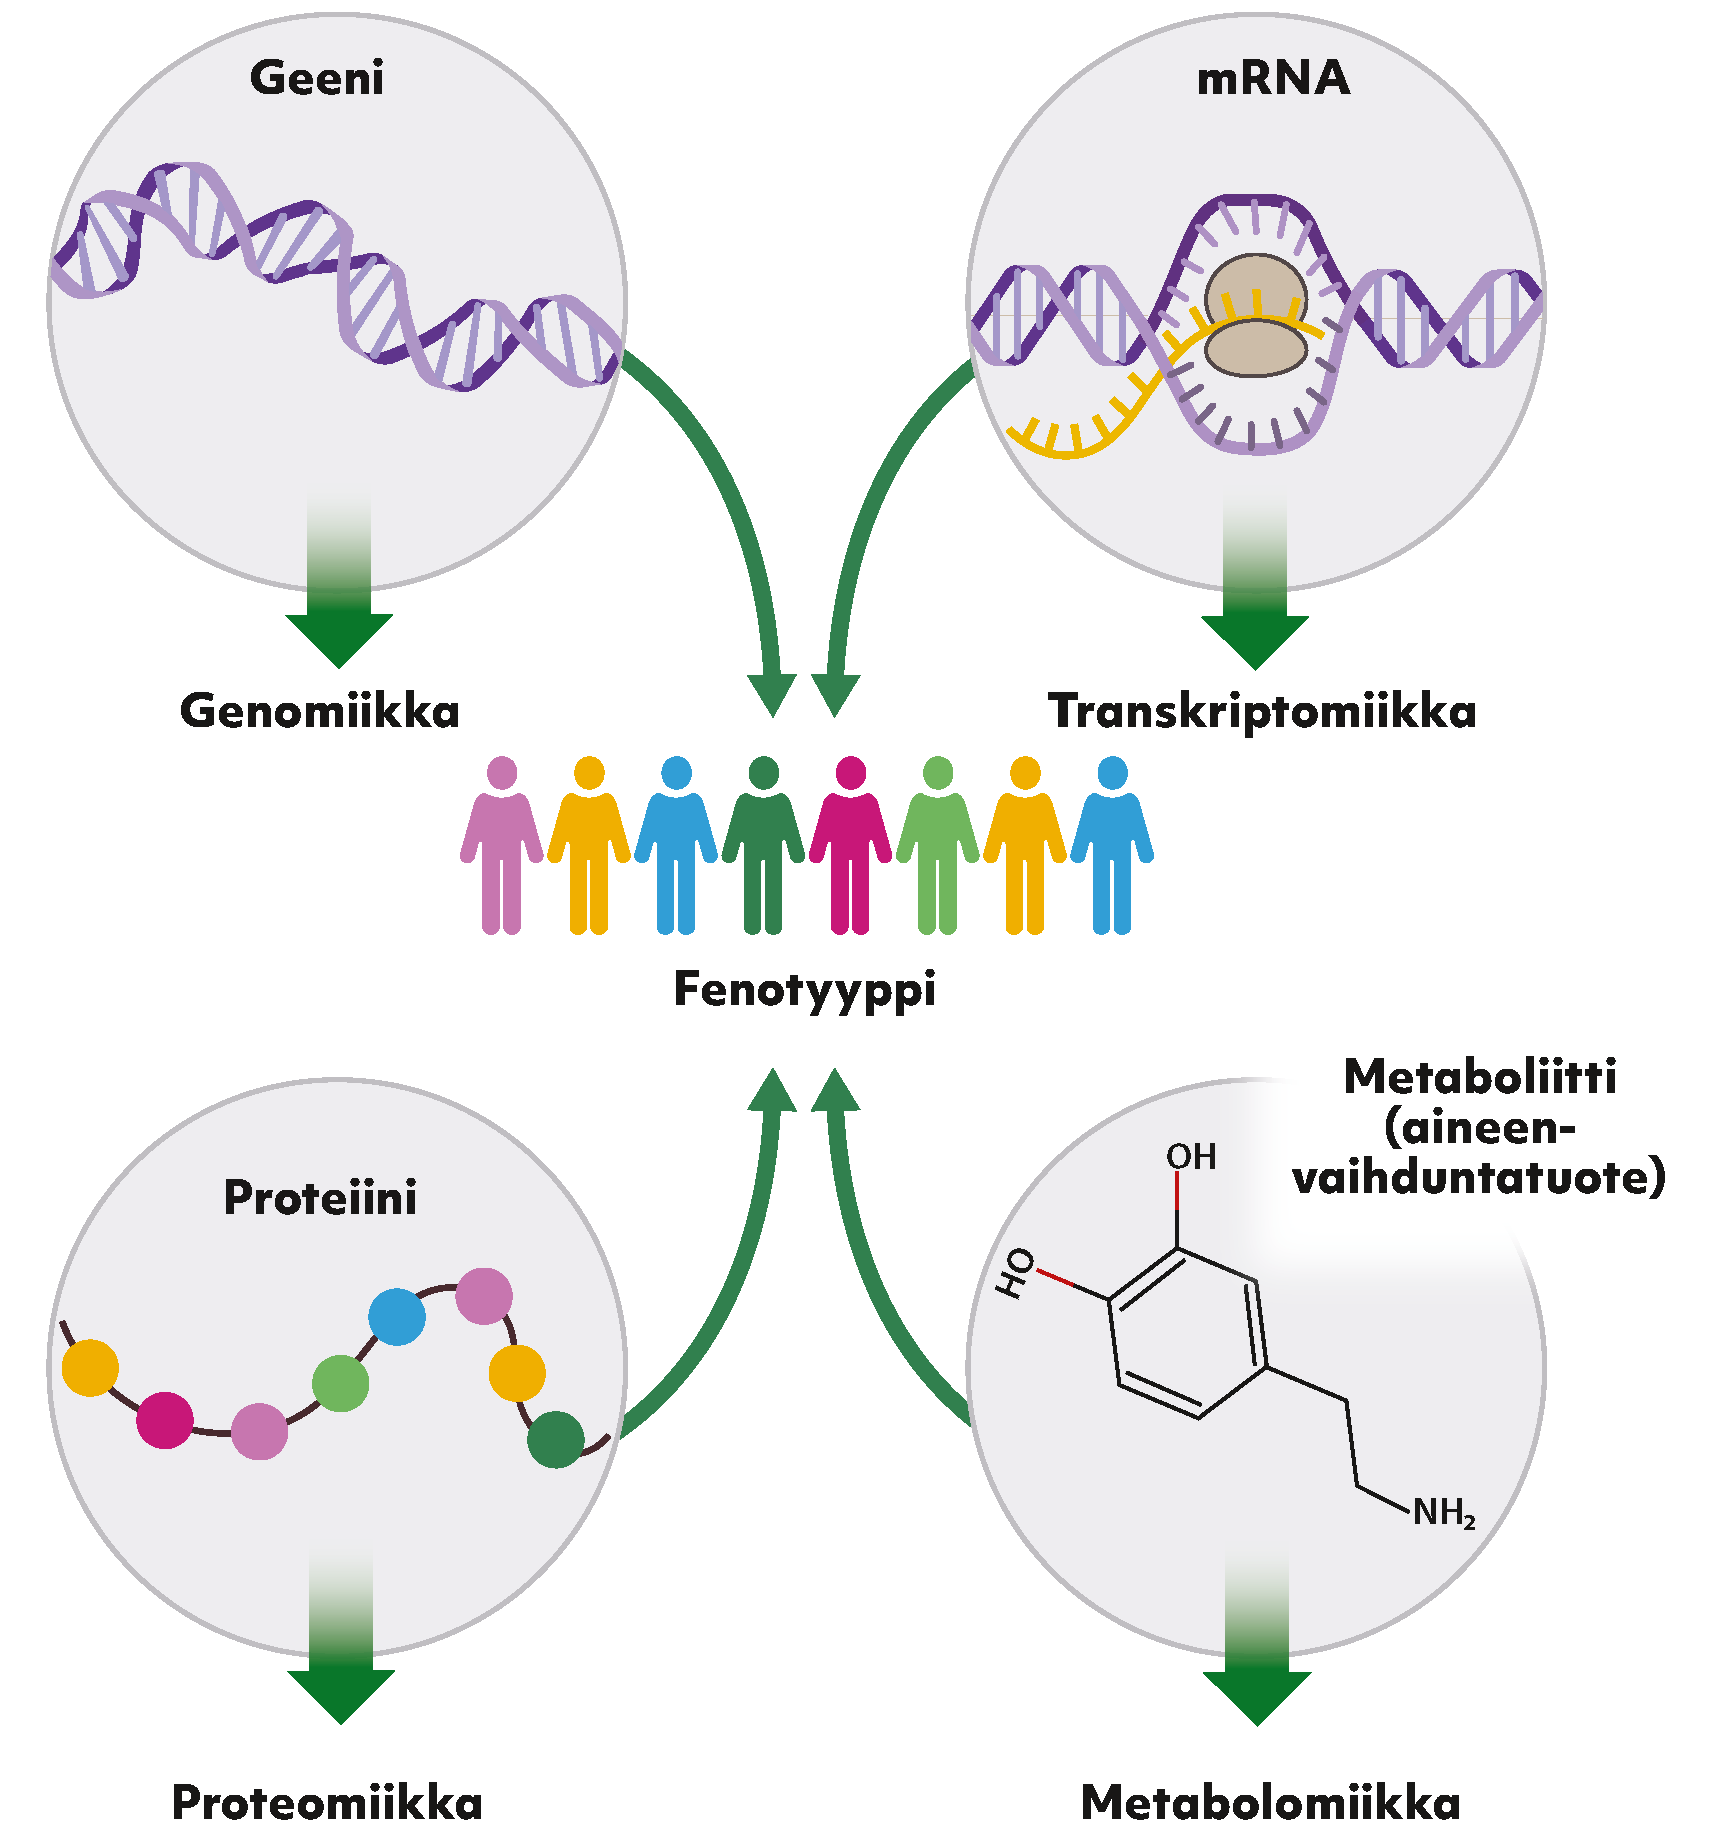 Geeni
mRNA
Genomiikka
Transkriptomiikka
Fenotyyppi
Metaboliitti
(aineen-
vaihduntatuote)
Proteiini
OH
HO
NH₂
Proteomiikka
Metabolomiikka